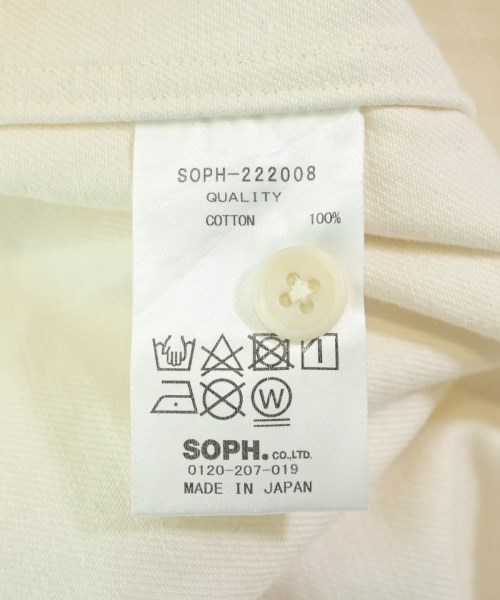 SOPH-222008
QUALITY
COTTON 100%
W
SOPH. CO.,LTD.
0120-207-019
MADE IN JAPAN